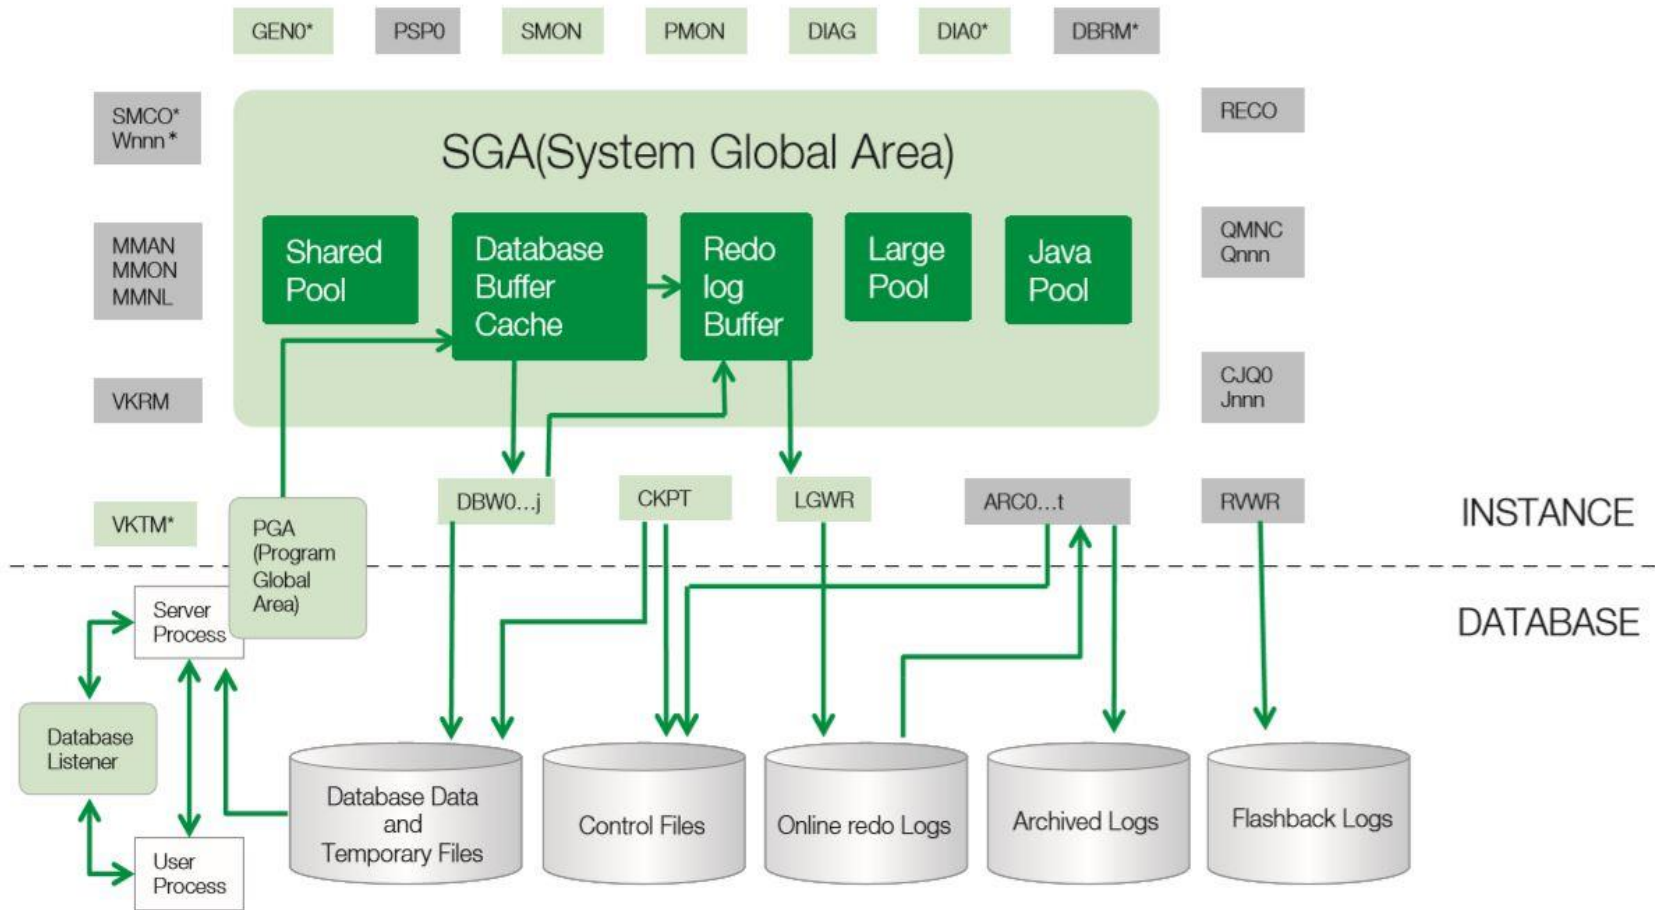 GEN0*
PSP0
SMON
PMON
DIAG
DIA0*
DBRM*
SMCO*
Wnnn*
RECO
SGA(System Global Area)
Shared
Pool
Database
Buffer
Cache
Redo
log
Buffer
Large
Pool
Java
Pool
MMAN
MMON
MMNL
QMNC
Qnnn
VKRM
CJQ0
Jnnn
VKTM*
PGA
(Program
Global
Area)
DBW0...j
CKPT
LGWR
ARC0...t
RVWR
INSTANCE
DATABASE
Server
Process
Database
Listener
User
Process
Database Data
and
Temporary Files
Control Files
Online redo Logs
Archived Logs
Flashback Logs